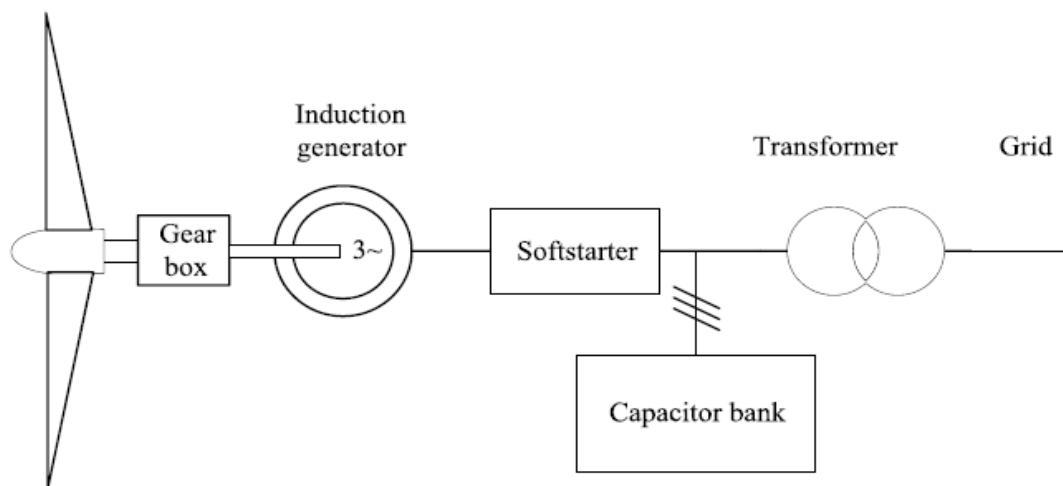 Induction
generator
Transformer
Grid
Gear
box
3~
Softstarter
Capacitor bank